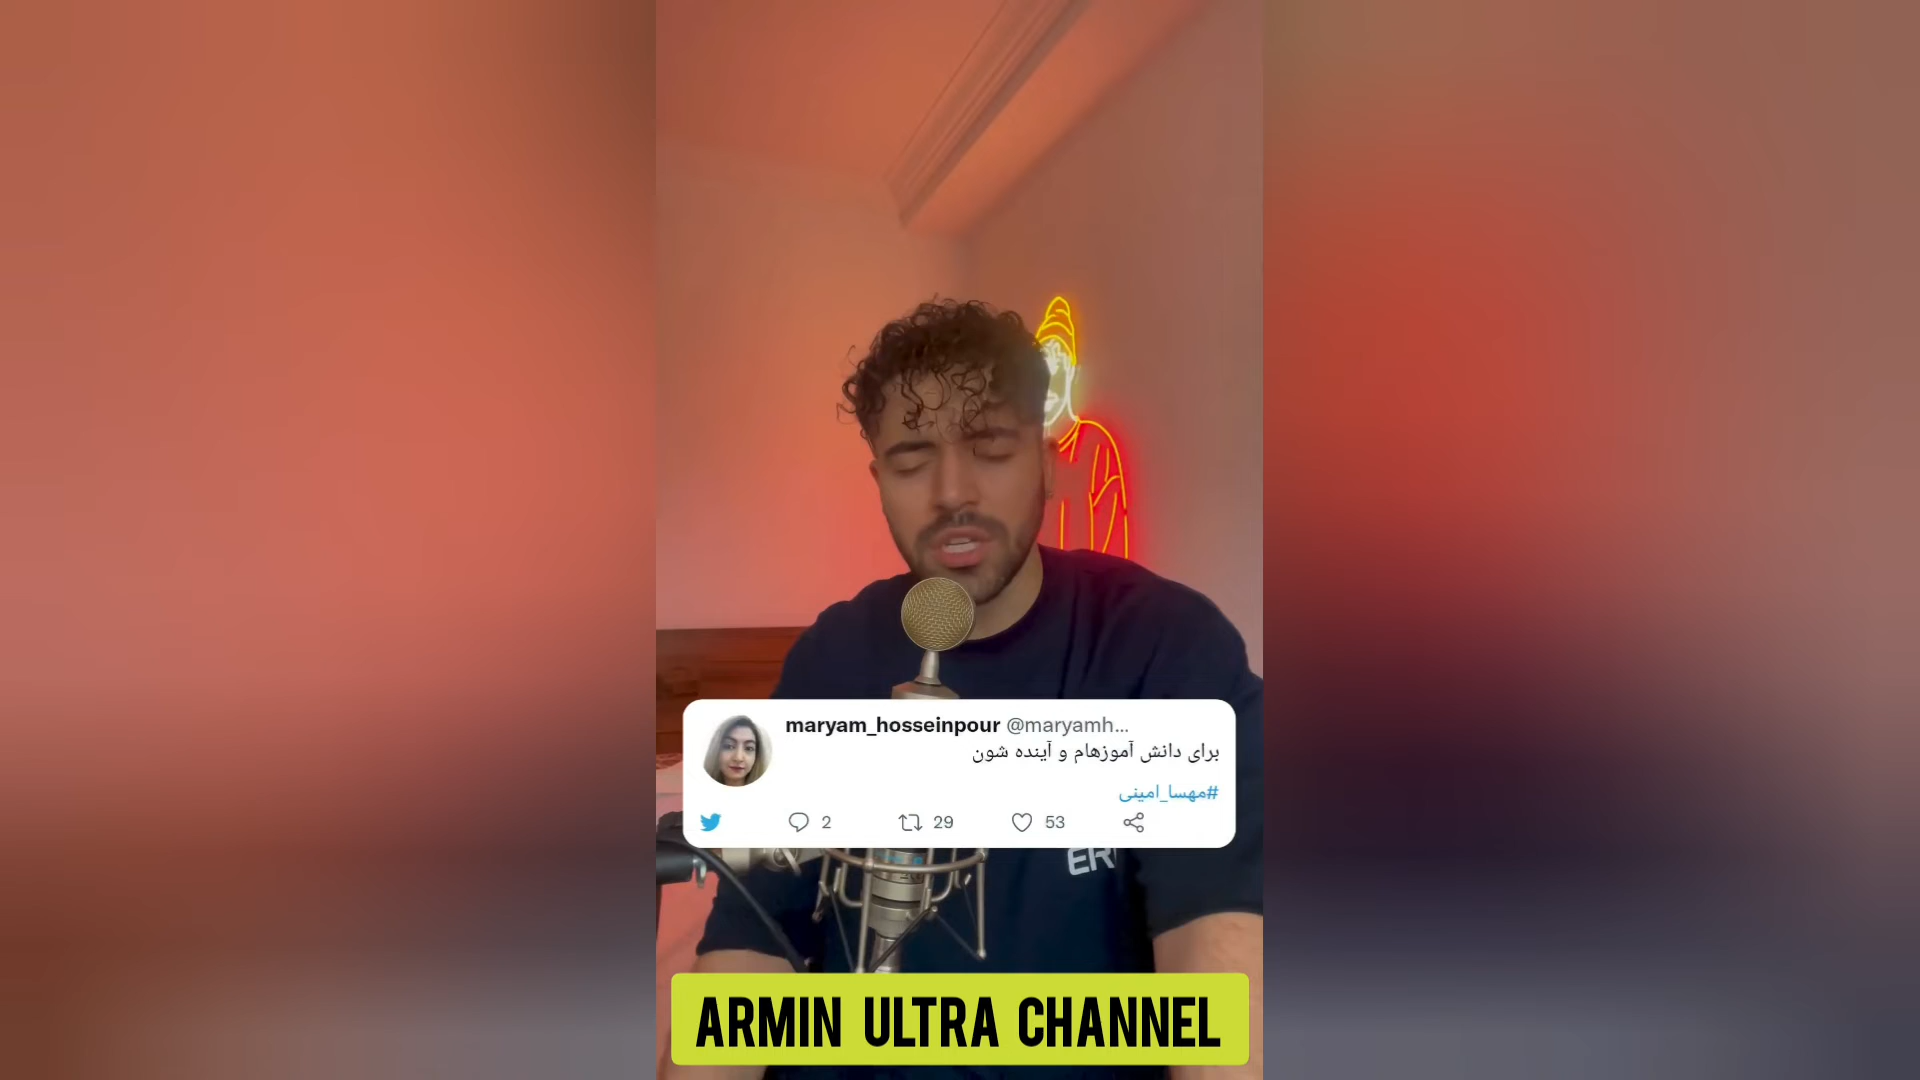 maryam_hosseinpour @maryamh...
برای دانش آموزهام و آینده شون
#مهسا_امینی
2 29 53
ER
ARMIN ULTRA CHANNEL